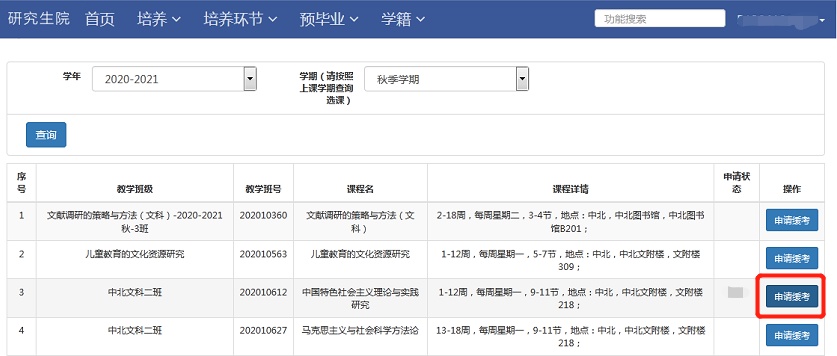 研究生院 首页 培养 培养环节 预毕业 学籍 功能搜索
学年 2020-2021 学期（请按照上课学期查询选课） 秋季学期
查询
序号 教学班级 教学班号 课程名 课程详情 申请状态 操作
1 文献调研的策略与方法（文科）-2020-2021秋-3班 202010360 文献调研的策略与方法（文科） 2-18周，每周星期二，3-4节，地点：中北，中北图书馆，中北图书馆B201； 申请缓考
2 儿童教育的文化资源研究 202010563 儿童教育的文化资源研究 1-12周，每周星期一，5-7节，地点：中北，中北文附楼，文附楼309； 申请缓考
3 中北文科二班 202010612 中国特色社会主义理论与实践研究 1-12周，每周星期一，9-11节，地点：中北，中北文附楼，文附楼218； 申请缓考
4 中北文科二班 202010627 马克思主义与社会科学方法论 13-18周，每周星期一，9-11节，地点：中北，中北文附楼，文附楼218； 申请缓考